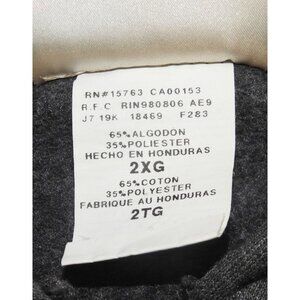 RN#15763 CA00153
R.F.C RIN980806 AE9
J7 19K 18469 F283
65%ALGODON
35%POLIESTER
HECHO EN HONDURAS
2XG
65%COTON
35%POLYESTER
FABRIQUE AU HONDURAS
2TG